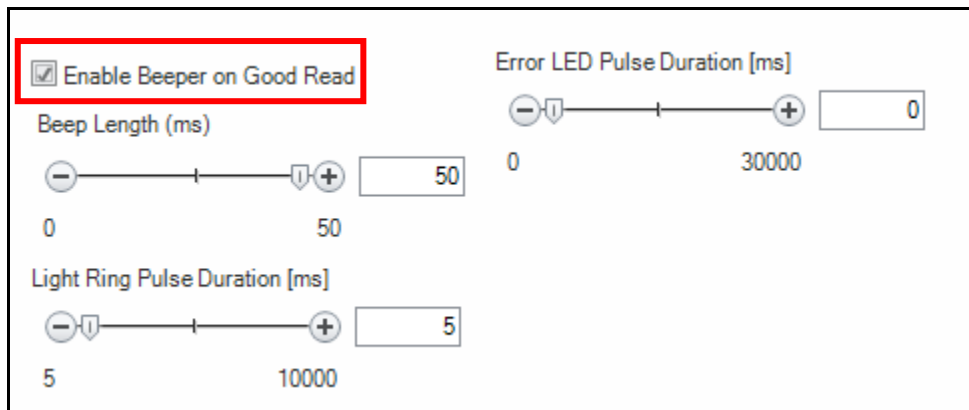 Enable Beeper on Good Read
Beep Length (ms)
50
0 50
Light Ring Pulse Duration [ms]
5
5 10000
Error LED Pulse Duration [ms]
0
0 30000